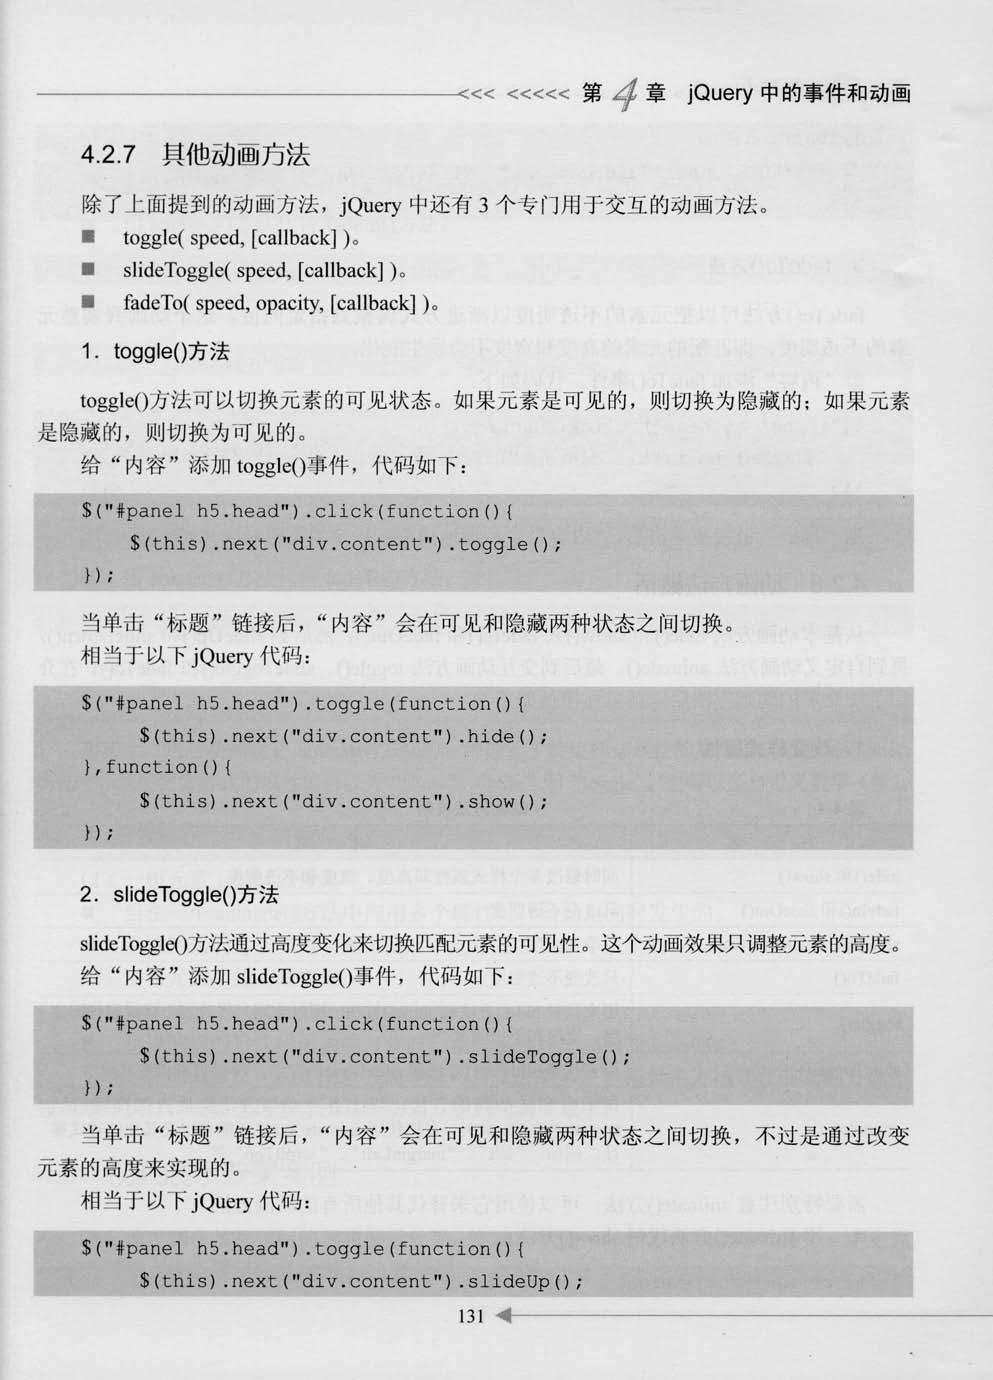 <<< <<<<< 第4章 jQuery 中的事件和动画
4.2.7 其他动画方法
除了上面提到的动画方法，jQuery 中还有 3 个专门用于交互的动画方法。
■ toggle( speed, [callback] )。
■ slideToggle( speed, [callback] )。
■ fadeTo( speed, opacity, [callback] )。
1．toggle()方法
toggle()方法可以切换元素的可见状态。如果元素是可见的，则切换为隐藏的；如果元素
是隐藏的，则切换为可见的。
给“内容”添加 toggle()事件，代码如下：
$("#panel h5.head").click(function(){
$(this).next("div.content").toggle();
});
当单击“标题”链接后，“内容”会在可见和隐藏两种状态之间切换。
相当于以下 jQuery 代码：
$("#panel h5.head").toggle(function(){
$(this).next("div.content").hide();
},function(){
$(this).next("div.content").show();
});
2．slideToggle()方法
slideToggle()方法通过高度变化来切换匹配元素的可见性。这个动画效果只调整元素的高度。
给“内容”添加 slideToggle()事件，代码如下：
$("#panel h5.head").click(function(){
$(this).next("div.content").slideToggle();
});
当单击“标题”链接后，“内容”会在可见和隐藏两种状态之间切换，不过是通过改变
元素的高度来实现的。
相当于以下 jQuery 代码：
$("#panel h5.head").toggle(function(){
$(this).next("div.content").slideUp();
131